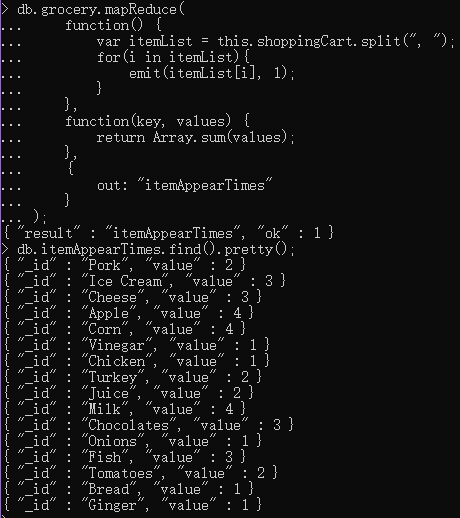 > db.grocery.mapReduce(
... function() {
... var itemList = this.shoppingCart.split(", ");
... for(i in itemList){
... emit(itemList[i], 1);
... }
... },
... function(key, values) {
... return Array.sum(values);
... },
... {
... out: "itemAppearTimes"
... }
... );
{ "result" : "itemAppearTimes", "ok" : 1 }
> db.itemAppearTimes.find().pretty();
{ "_id" : "Pork", "value" : 2 }
{ "_id" : "Ice Cream", "value" : 3 }
{ "_id" : "Cheese", "value" : 3 }
{ "_id" : "Apple", "value" : 4 }
{ "_id" : "Corn", "value" : 4 }
{ "_id" : "Vinegar", "value" : 1 }
{ "_id" : "Chicken", "value" : 1 }
{ "_id" : "Turkey", "value" : 2 }
{ "_id" : "Juice", "value" : 2 }
{ "_id" : "Milk", "value" : 4 }
{ "_id" : "Chocolates", "value" : 3 }
{ "_id" : "Onions", "value" : 1 }
{ "_id" : "Fish", "value" : 3 }
{ "_id" : "Tomatoes", "value" : 2 }
{ "_id" : "Bread", "value" : 1 }
{ "_id" : "Ginger", "value" : 1 }